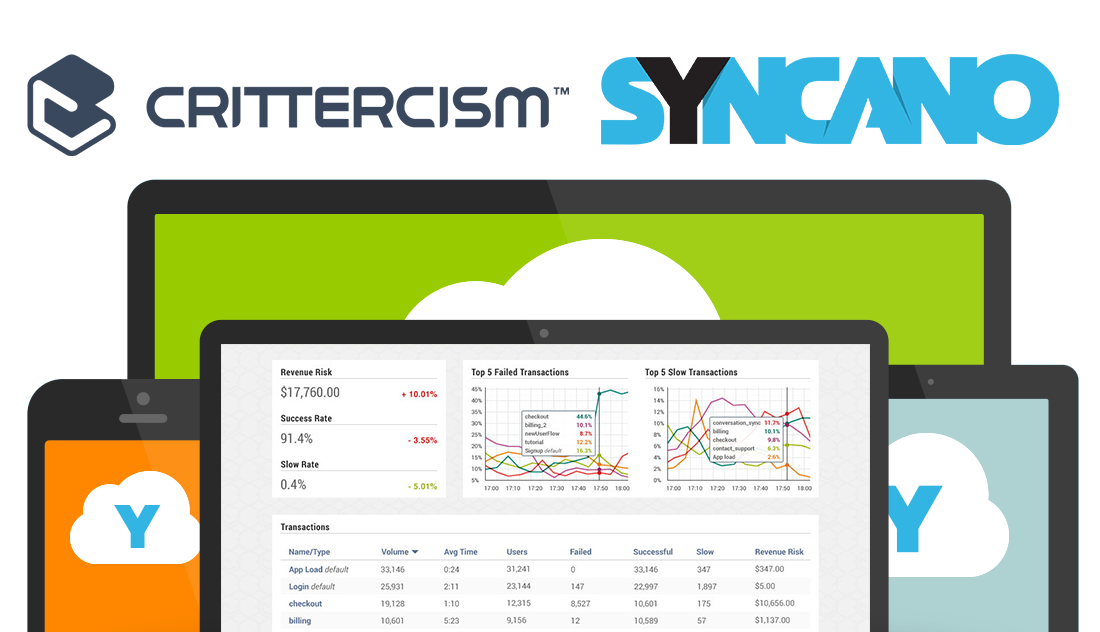 CRITTERCISM™
SYNCANO
Revenue Risk
$17,760.00 + 10.01%
Success Rate
91.4% - 3.55%
Slow Rate
0.4% - 5.01%
Top 5 Failed Transactions
45%
40%
35%
30%
25%
20%
15%
10%
5%
checkout 44.6%
billing_2 10.1%
newUserFlow 8.7%
tutorial 12.2%
Signup default 16.3%
17:00 17:10 17:20 17:30 17:40 17:50 18:00
Top 5 Slow Transactions
16%
14%
12%
10%
8%
6%
4%
2%
0%
conversation_sync 11.7%
billing 10.1%
checkout 9.8%
contact_support 6.3%
App load 2.6%
17:00 17:10 17:20 17:30 17:40 17:50 18:00
Y
Y
Transactions
Name/Type Volume Avg Time Users Failed Successful Slow Revenue Risk
App Load default 33,146 0:24 31,241 0 33,146 347 $347.00
Login default 25,931 2:11 23,144 147 22,997 1,897 $5.00
checkout 19,128 1:10 12,315 8,527 10,601 175 $10,656.00
billing 10,601 5:23 9,156 12 10,589 57 $1,137.00